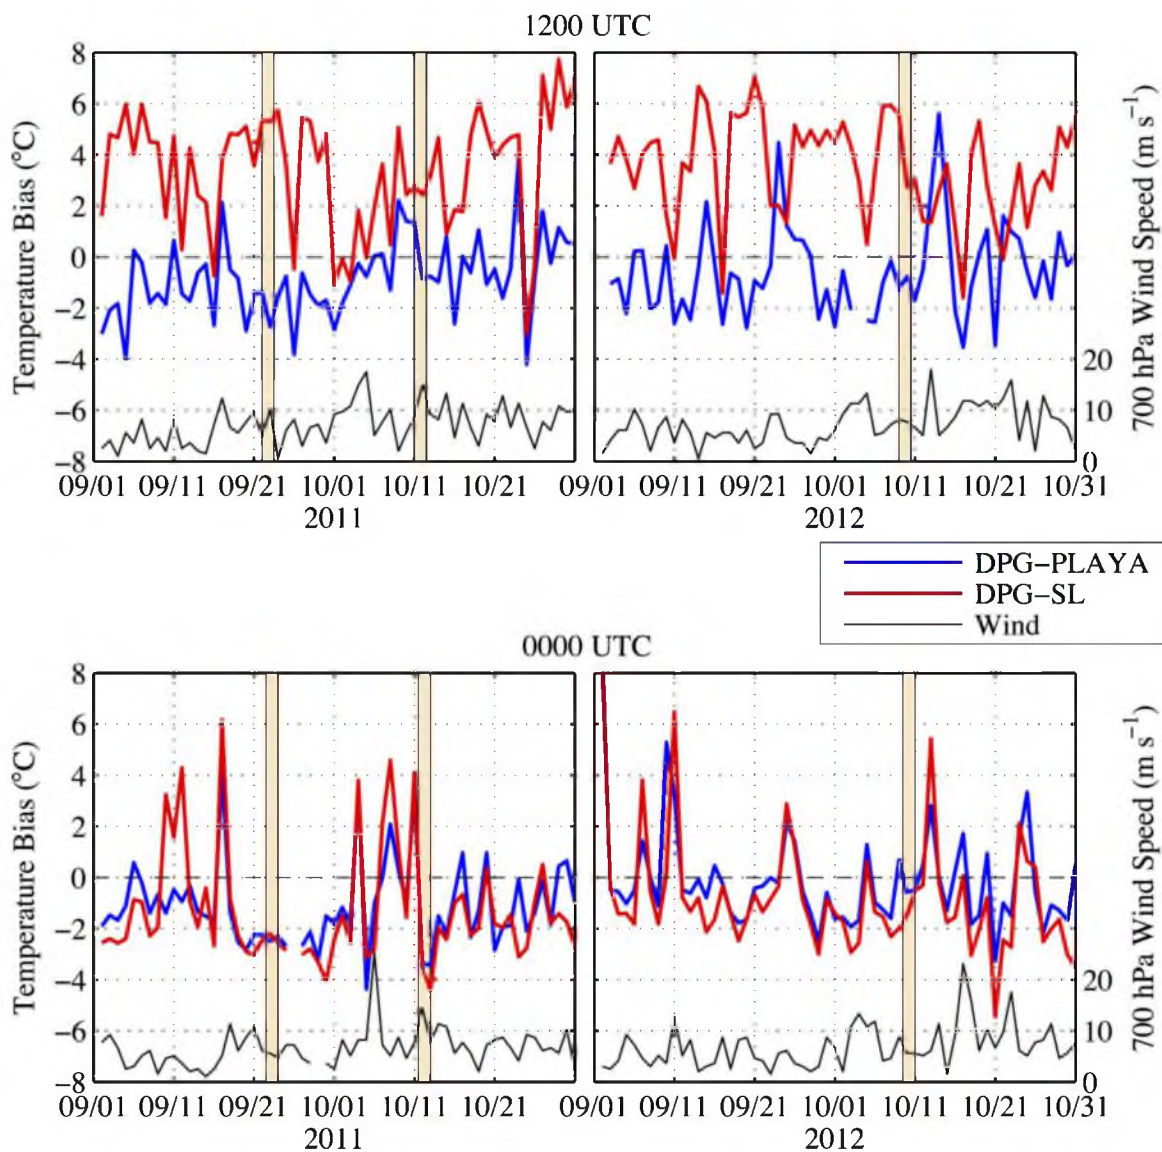 1200 UTC
Temperature Bias (°C)
8
6
4
2
0
−2
−4
−6
−8
20
10
0
700 hPa Wind Speed (m s−1)
09/01 09/11 09/21 10/01 10/11 10/21
2011
09/01 09/11 09/21 10/01 10/11 10/21 10/31
2012
DPG−PLAYA
DPG−SL
Wind
0000 UTC
Temperature Bias (°C)
8
6
4
2
0
−2
−4
−6
−8
20
10
0
700 hPa Wind Speed (m s−1)
09/01 09/11 09/21 10/01 10/11 10/21
2011
09/01 09/11 09/21 10/01 10/11 10/21 10/31
2012